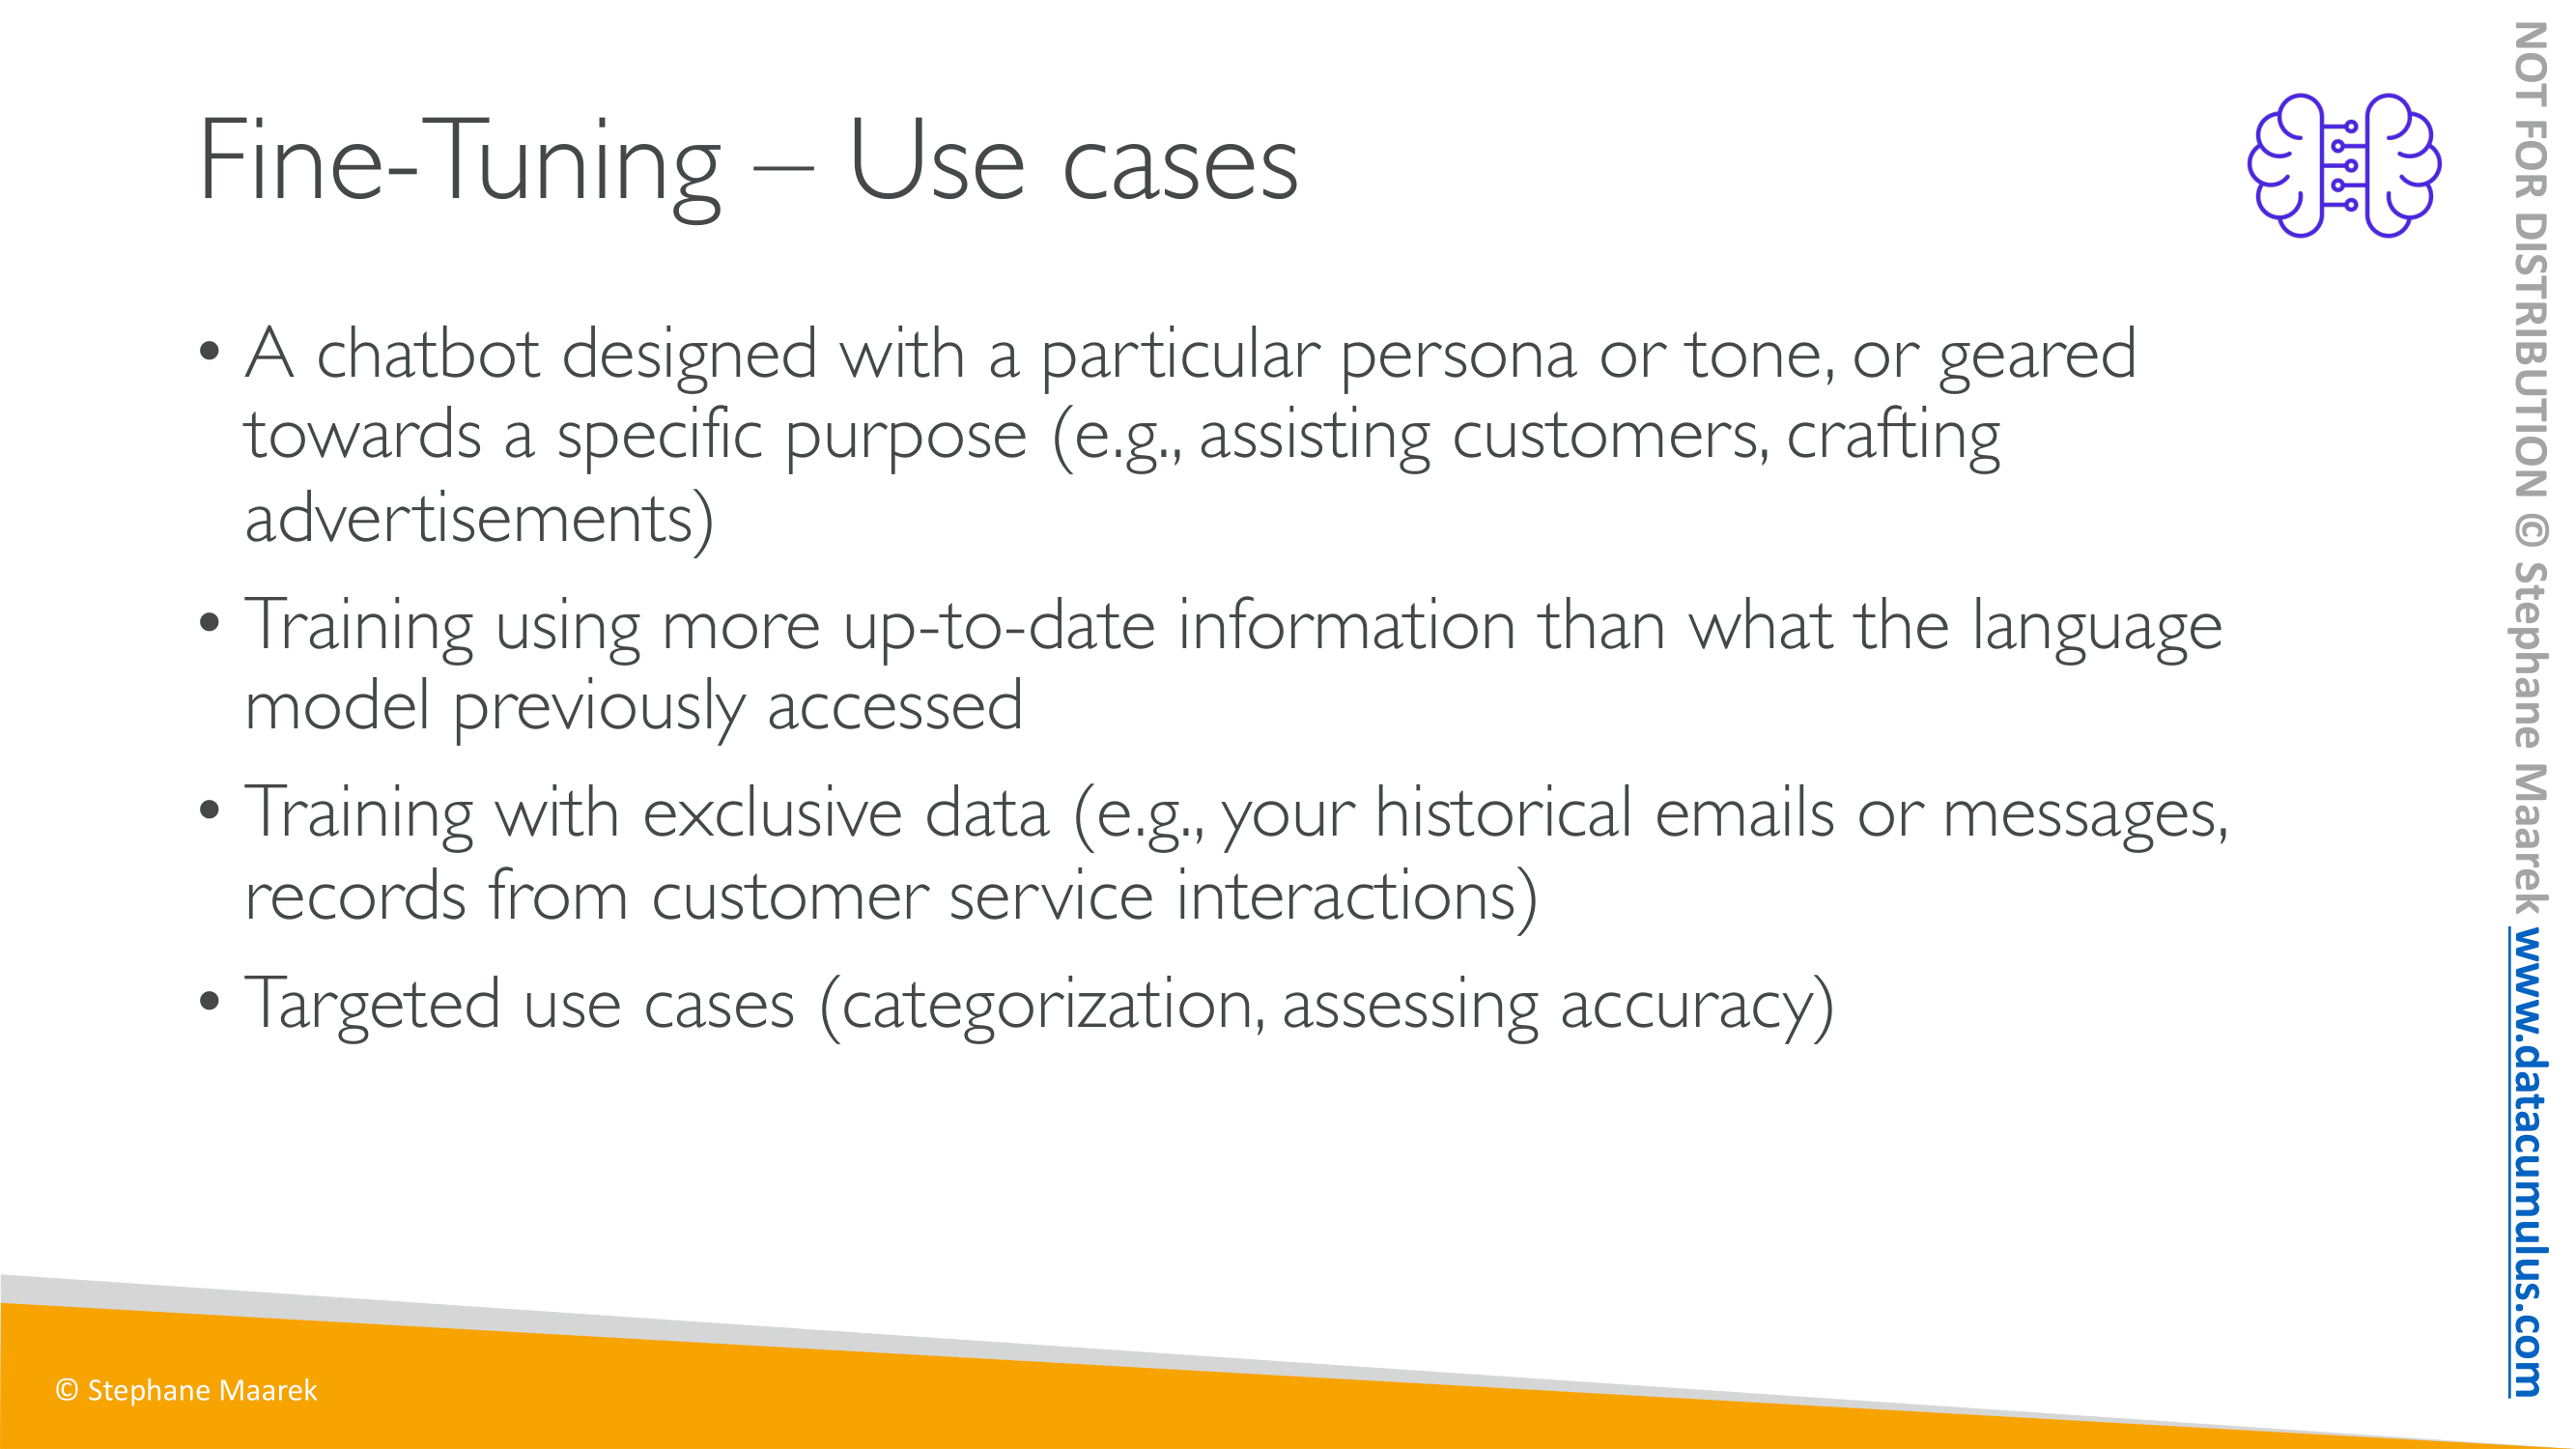 Fine-Tuning – Use cases
• A chatbot designed with a particular persona or tone, or geared
towards a specific purpose (e.g., assisting customers, crafting
advertisements)
• Training using more up-to-date information than what the language
model previously accessed
• Training with exclusive data (e.g., your historical emails or messages,
records from customer service interactions)
• Targeted use cases (categorization, assessing accuracy)
© Stephane Maarek
NOT FOR DISTRIBUTION © Stephane Maarek www.datacumulus.com